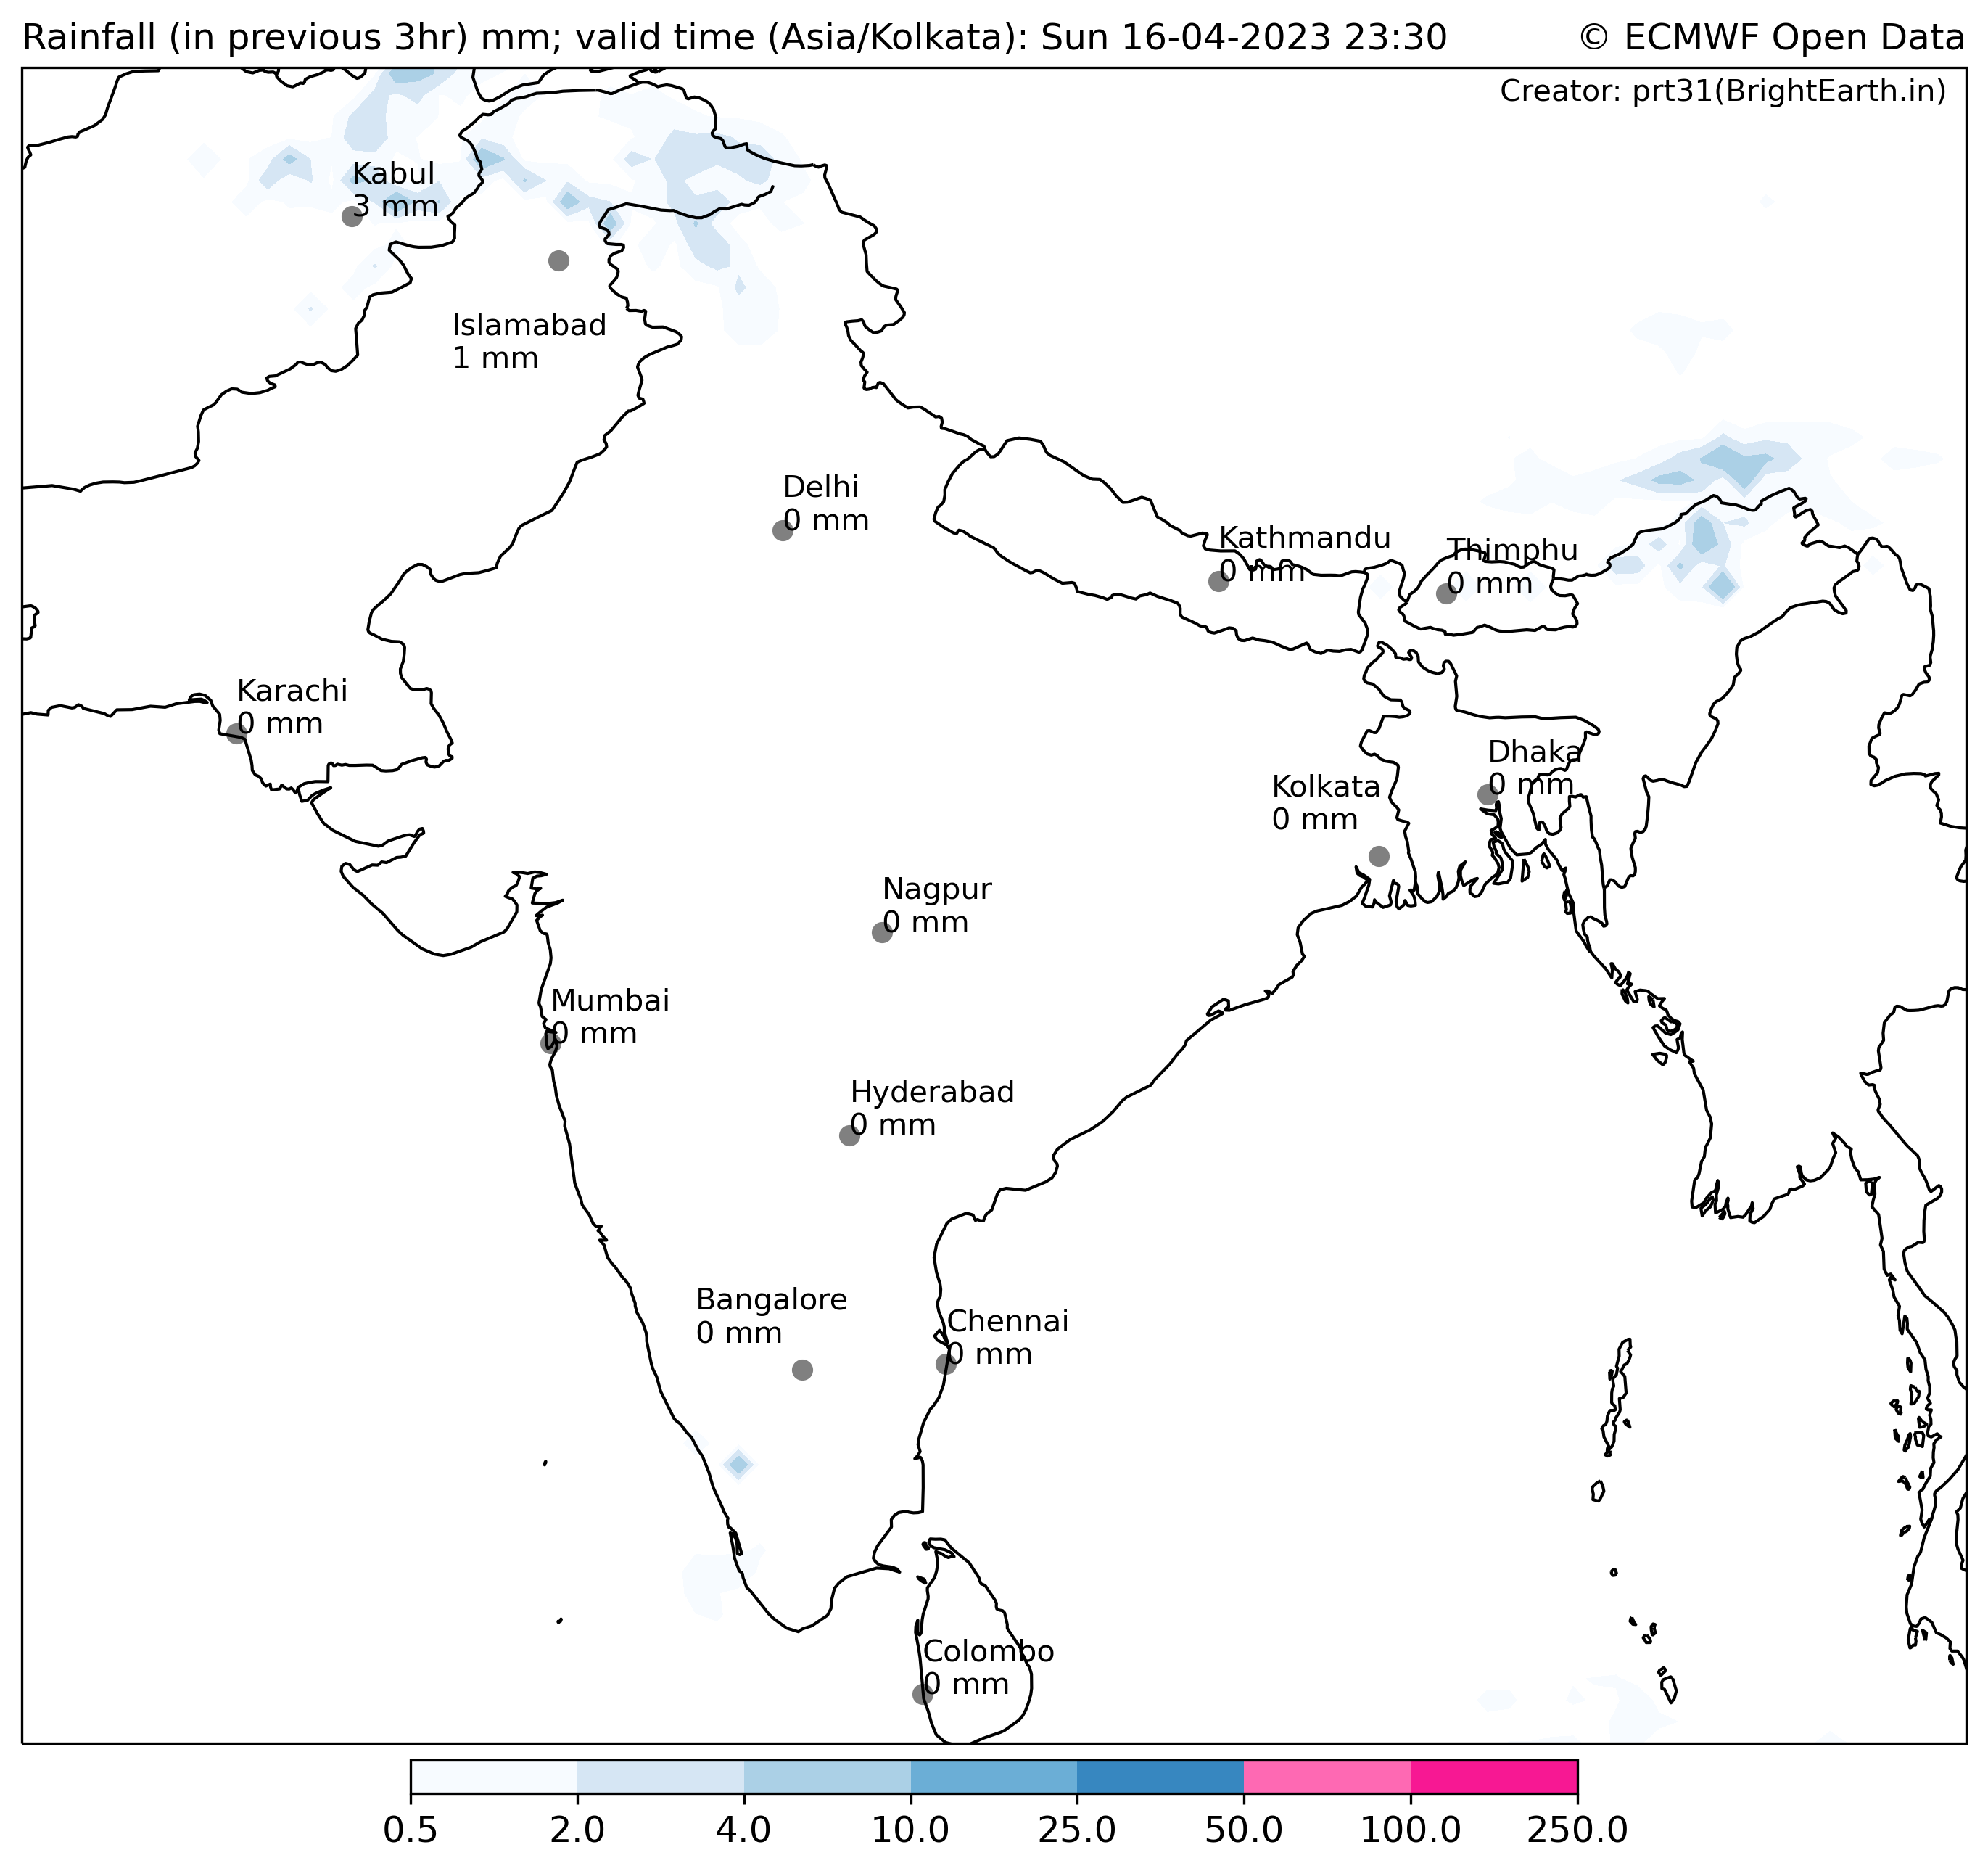 Rainfall (in previous 3hr) mm; valid time (Asia/Kolkata): Sun 16-04-2023 23:30
© ECMWF Open Data
Creator: prt31(BrightEarth.in)
Kabul
3 mm
Islamabad
1 mm
Delhi
0 mm
Kathmandu
0 mm
Thimphu
0 mm
Karachi
0 mm
Dhaka
0 mm
Kolkata
0 mm
Nagpur
0 mm
Mumbai
0 mm
Hyderabad
0 mm
Bangalore
0 mm
Chennai
0 mm
Colombo
0 mm
0.5 2.0 4.0 10.0 25.0 50.0 100.0 250.0